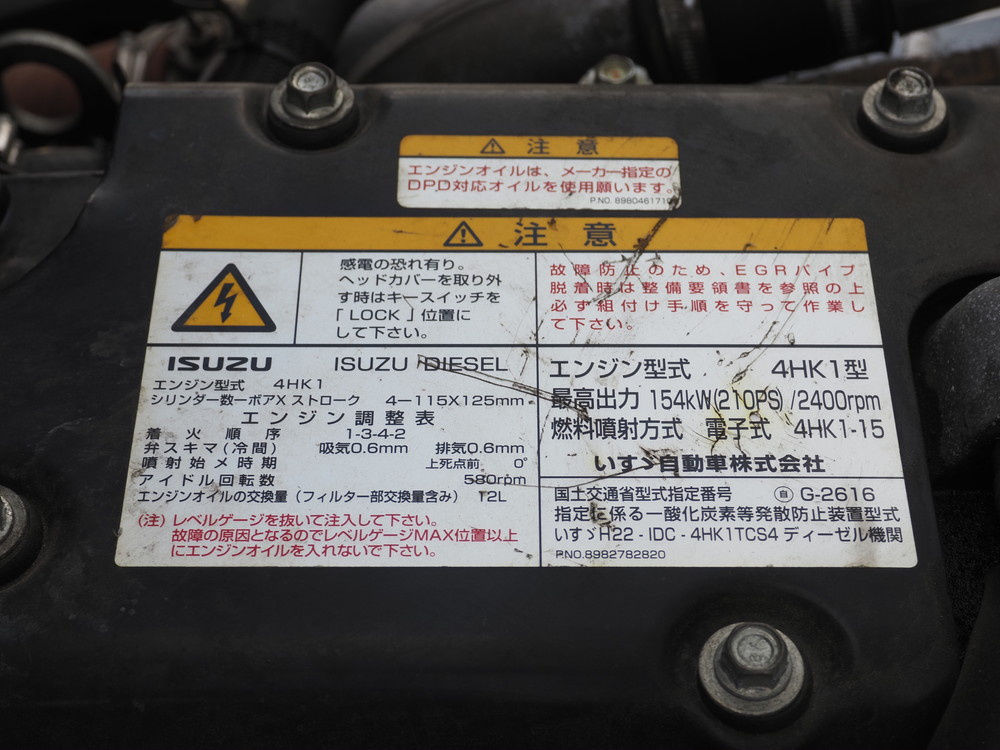 ⚠ 注意
エンジンオイルは、メーカー指定の
DPD対応オイルを使用願います。
P.NO. 898046171
⚠ 注意
感電の恐れ有り。
ヘッドカバーを取り外
す時はキースイッチを
「LOCK」位置に
して下さい。
故障防止のため、EGRパイプ
脱着時は整備要領書を参照の上
必ず組付け手順を守って作業し
て下さい。
ISUZU ISUZU DIESEL
エンジン型式 4HK1
シリンダー数ーボアX ストローク 4-115X125mm
エンジン調整表
着火順序 1-3-4-2
弁スキマ(冷間) 吸気0.6mm 排気0.6mm
噴射始メ時期 上死点前 0°
アイドル回転数 580rpm
エンジンオイルの交換量(フィルター部交換量含み) 12L
(注) レベルゲージを抜いて注入して下さい。
故障の原因となるのでレベルゲージMAX位置以上
にエンジンオイルを入れないで下さい。
エンジン型式 4HK1型
最高出力 154kW(210PS)/2400rpm
燃料噴射方式 電子式 4HK1-15
いすゞ自動車株式会社
国土交通省型式指定番号 ㊀自 G-2616
指定に係る一酸化炭素等発散防止装置型式
いすゞH22-IDC-4HK1TCS4 ディーゼル機関
P.NO.8982782820